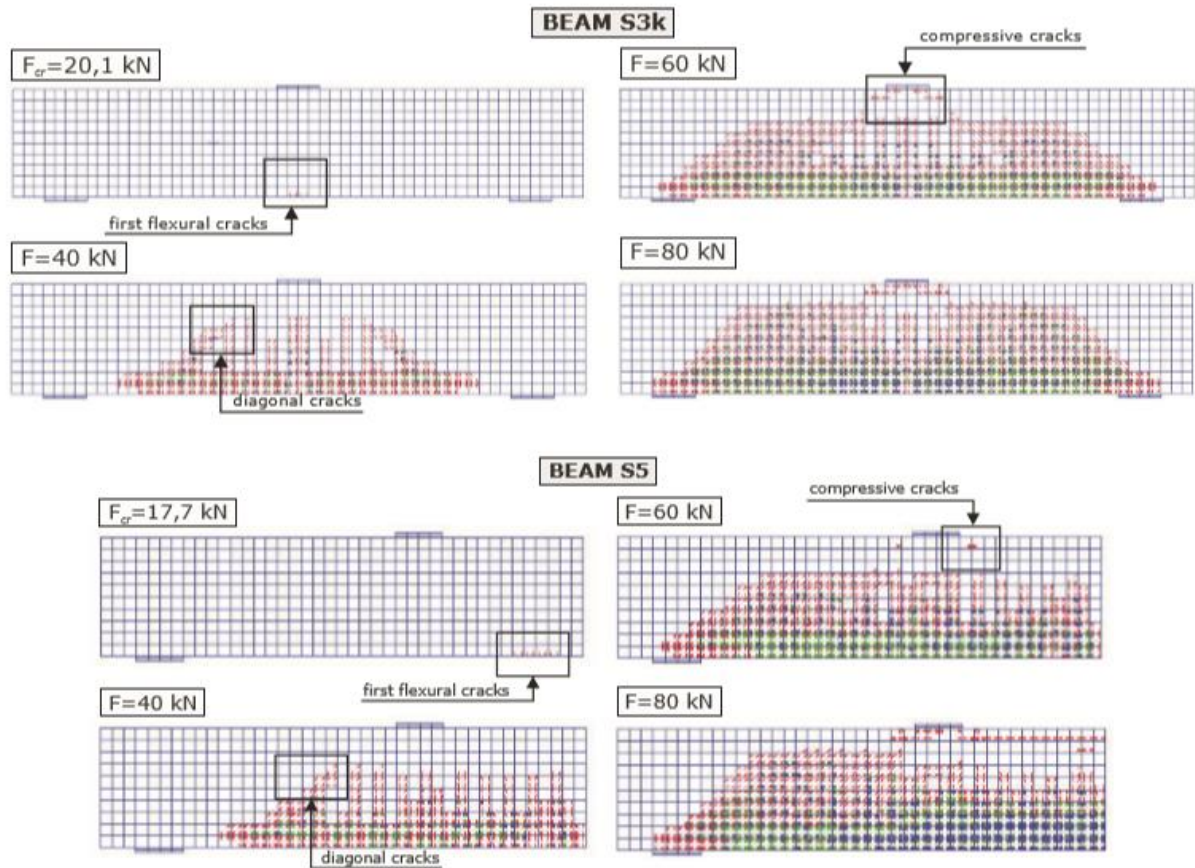 BEAM S3k
compressive cracks
Fcr=20,1 kN
F=60 kN
first flexural cracks
F=40 kN
F=80 kN
diagonal cracks
BEAM S5
compressive cracks
Fcr=17,7 kN
F=60 kN
first flexural cracks
F=40 kN
F=80 kN
diagonal cracks